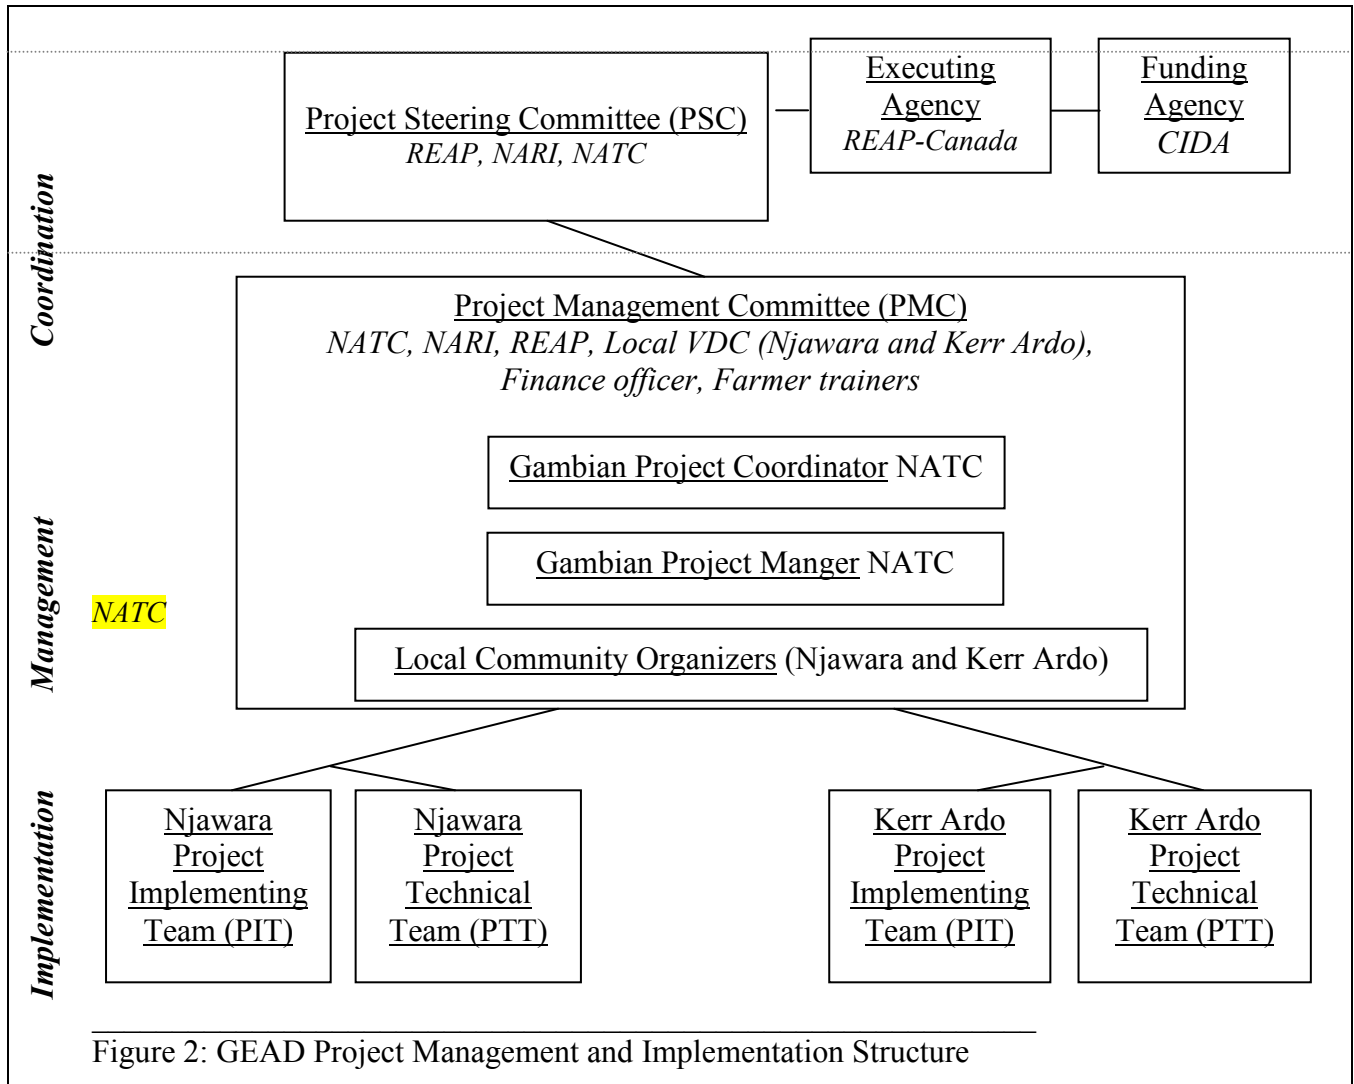 Project Steering Committee (PSC)
REAP, NARI, NATC
Executing
Agency
REAP-Canada
Funding
Agency
CIDA
Coordination
Project Management Committee (PMC)
NATC, NARI, REAP, Local VDC (Njawara and Kerr Ardo),
Finance officer, Farmer trainers
Gambian Project Coordinator NATC
Gambian Project Manger NATC
Local Community Organizers (Njawara and Kerr Ardo)
Management
NATC
Implementation
Njawara
Project
Implementing
Team (PIT)
Njawara
Project
Technical
Team (PTT)
Kerr Ardo
Project
Implementing
Team (PIT)
Kerr Ardo
Project
Technical
Team (PTT)
Figure 2: GEAD Project Management and Implementation Structure